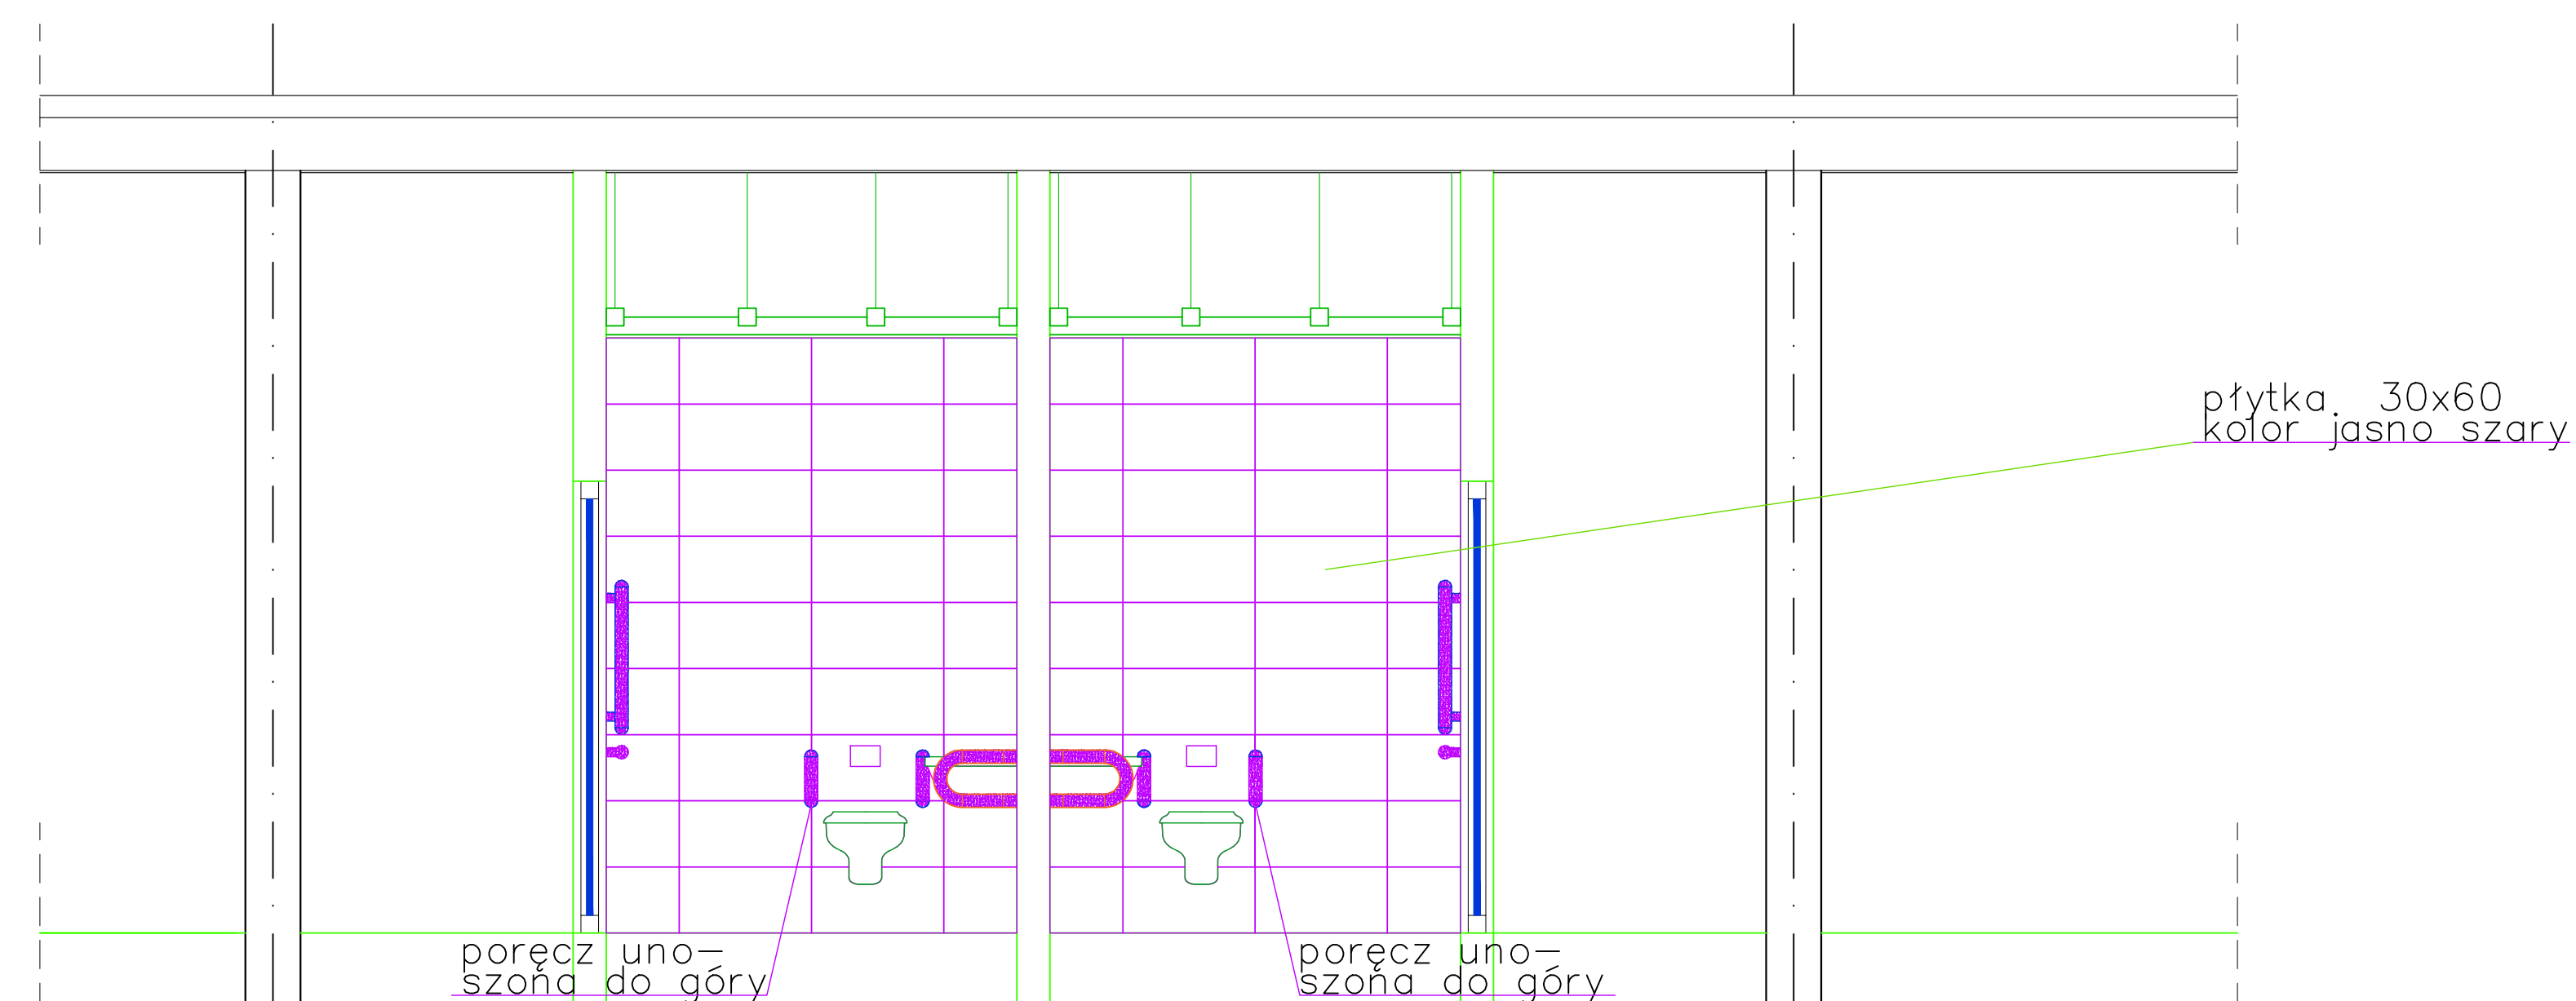 płytka 30x60
kolor jasno szary
poręcz uno-
szona do góry
poręcz uno-
szona do góry